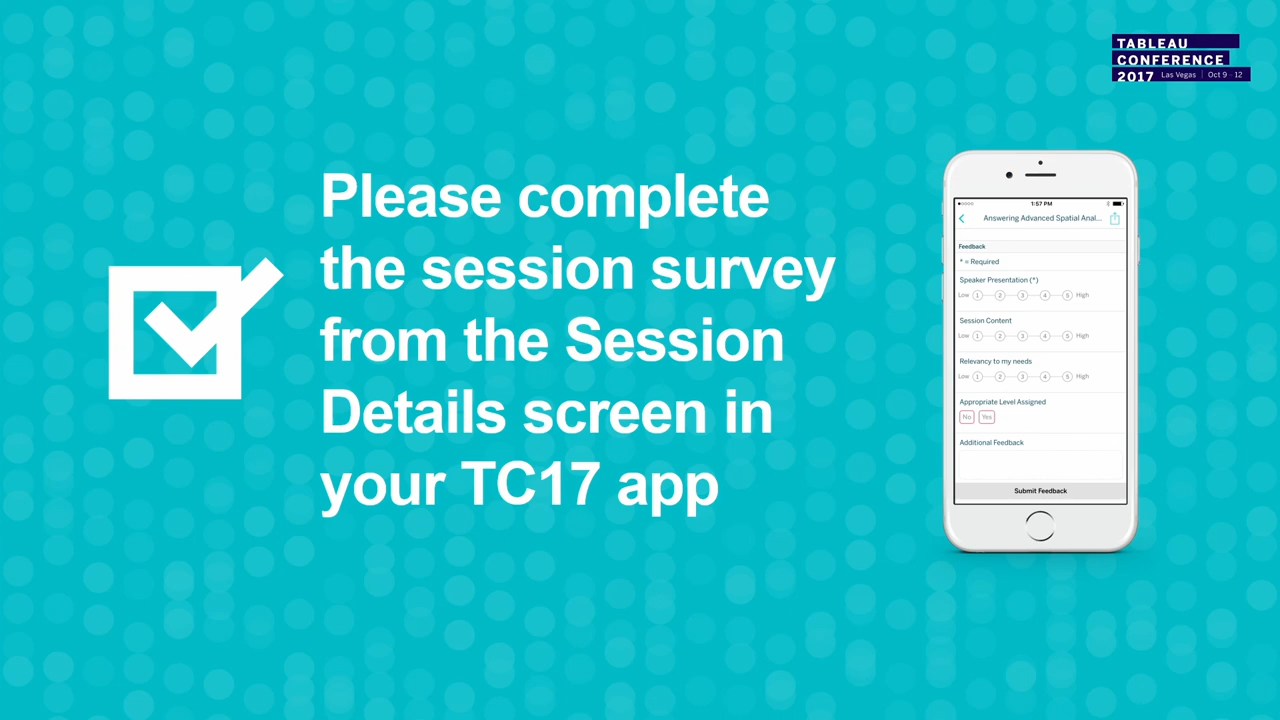 TABLEAU
CONFERENCE
2017 Las Vegas | Oct 9 - 12
Please complete
the session survey
from the Session
Details screen in
your TC17 app
1:57 PM
Answering Advanced Spatial Anal...
Feedback
* = Required
Speaker Presentation (*)
Low 1 2 3 4 5 High
Session Content
Low 1 2 3 4 5 High
Relevancy to my needs
Low 1 2 3 4 5 High
Appropriate Level Assigned
No Yes
Additional Feedback
Submit Feedback